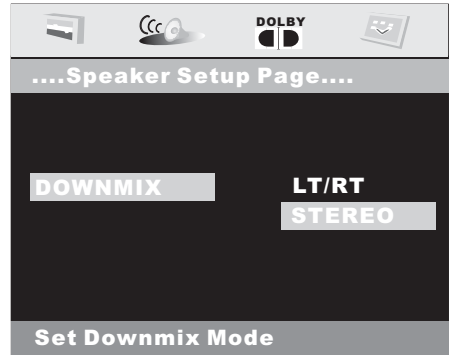 DOLBY
....Speaker Setup Page....
DOWNMIX
LT/RT
STEREO
Set Downmix Mode